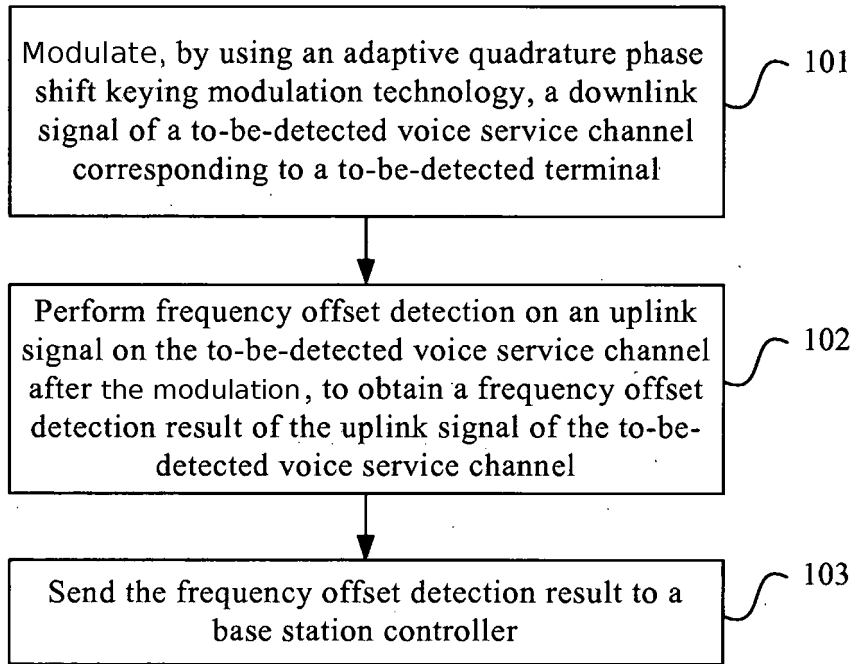 Modulate, by using an adaptive quadrature phase
shift keying modulation technology, a downlink
signal of a to-be-detected voice service channel
corresponding to a to-be-detected terminal
101
Perform frequency offset detection on an uplink
signal on the to-be-detected voice service channel
after the modulation, to obtain a frequency offset
detection result of the uplink signal of the to-be-
detected voice service channel
102
Send the frequency offset detection result to a
base station controller
103